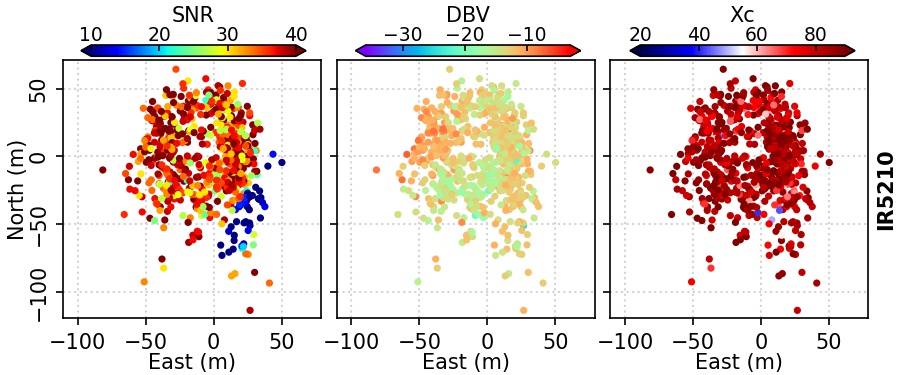 SNR DBV Xc
10 20 30 40 −30 −20 −10 20 40 60 80
North (m)
50
0
−50
−100
IR5210
−100 −50 0 50 −100 −50 0 50 −100 −50 0 50
East (m) East (m) East (m)